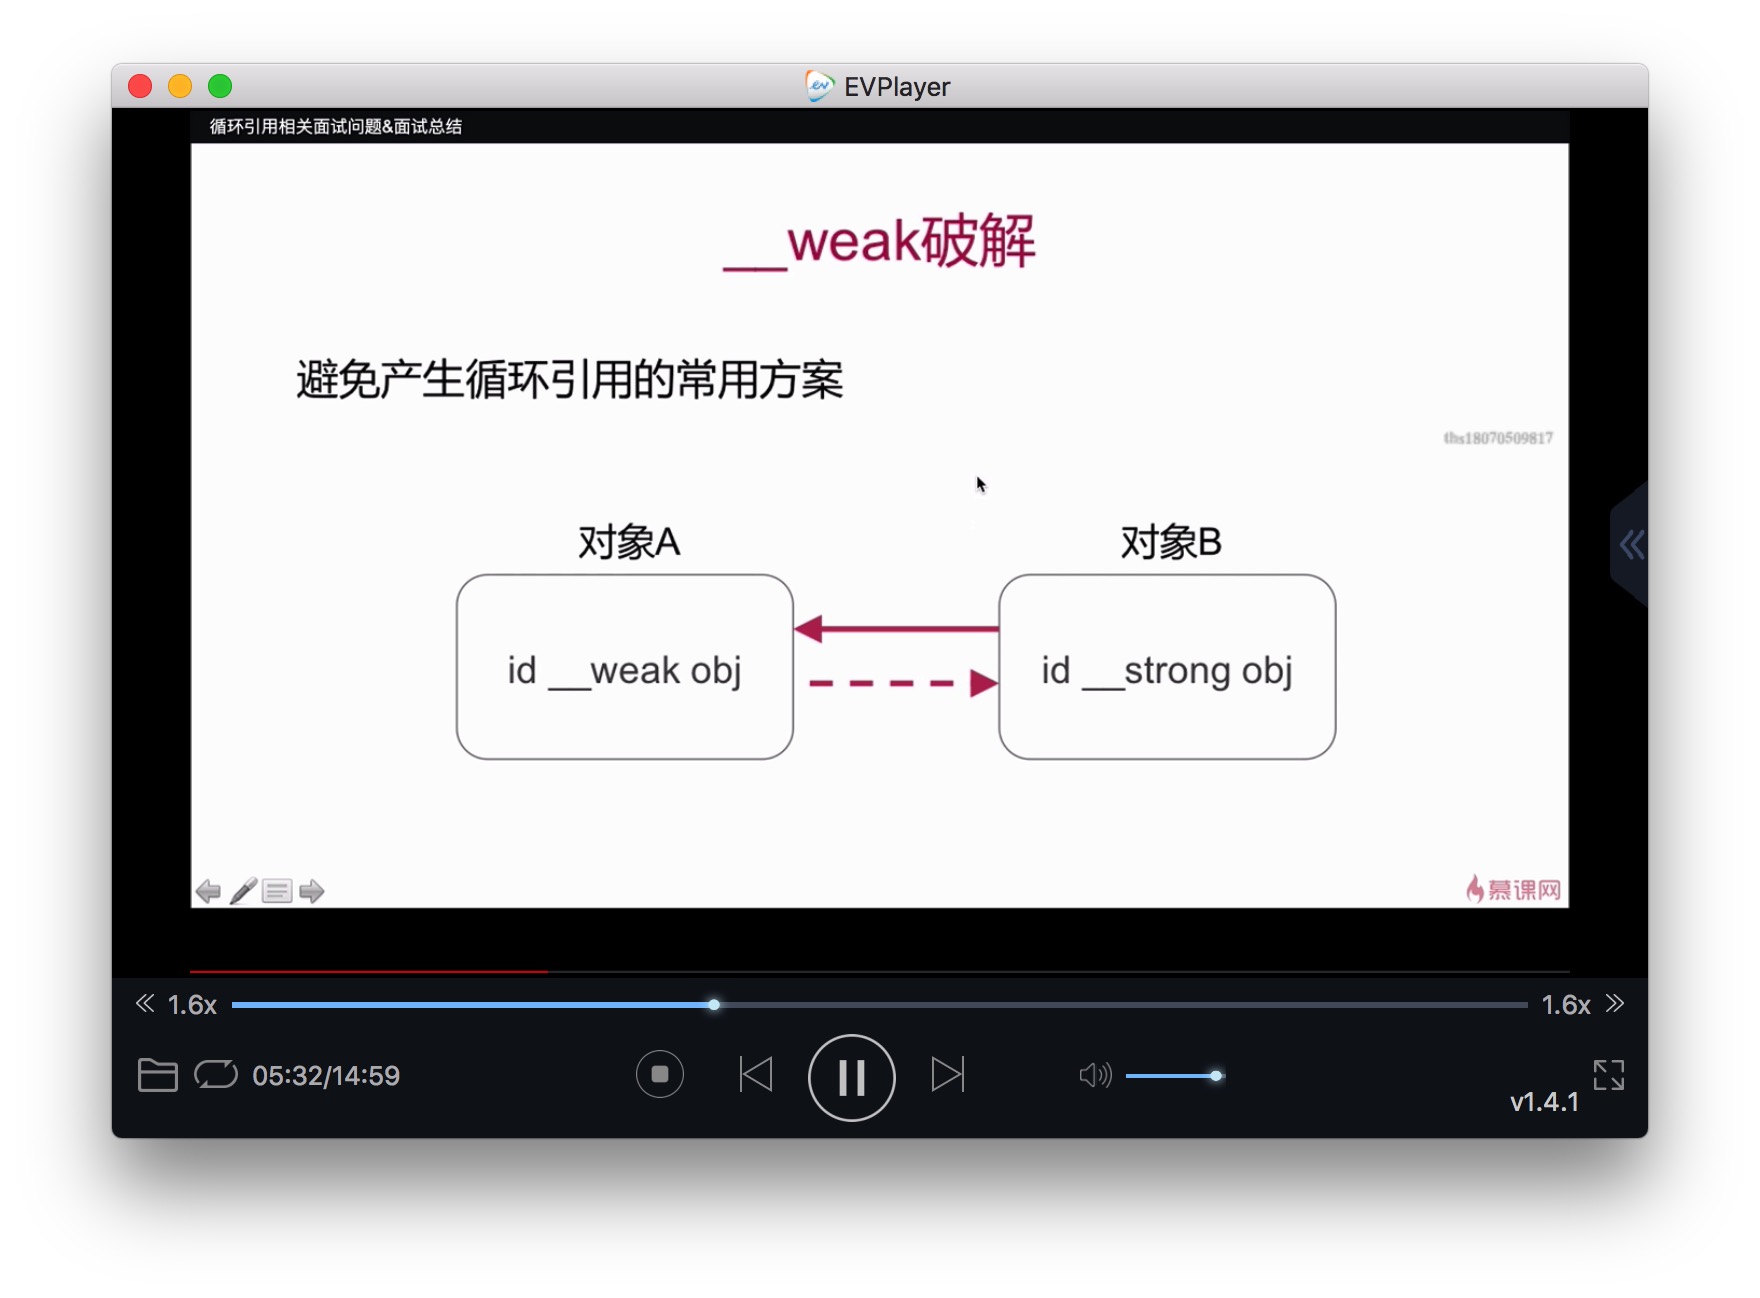 EVPlayer
循环引用相关面试问题&面试总结
__weak破解
避免产生循环引用的常用方案
ths18070509817
对象A
对象B
id __weak obj
id __strong obj
慕课网
1.6x
1.6x
05:32/14:59
v1.4.1